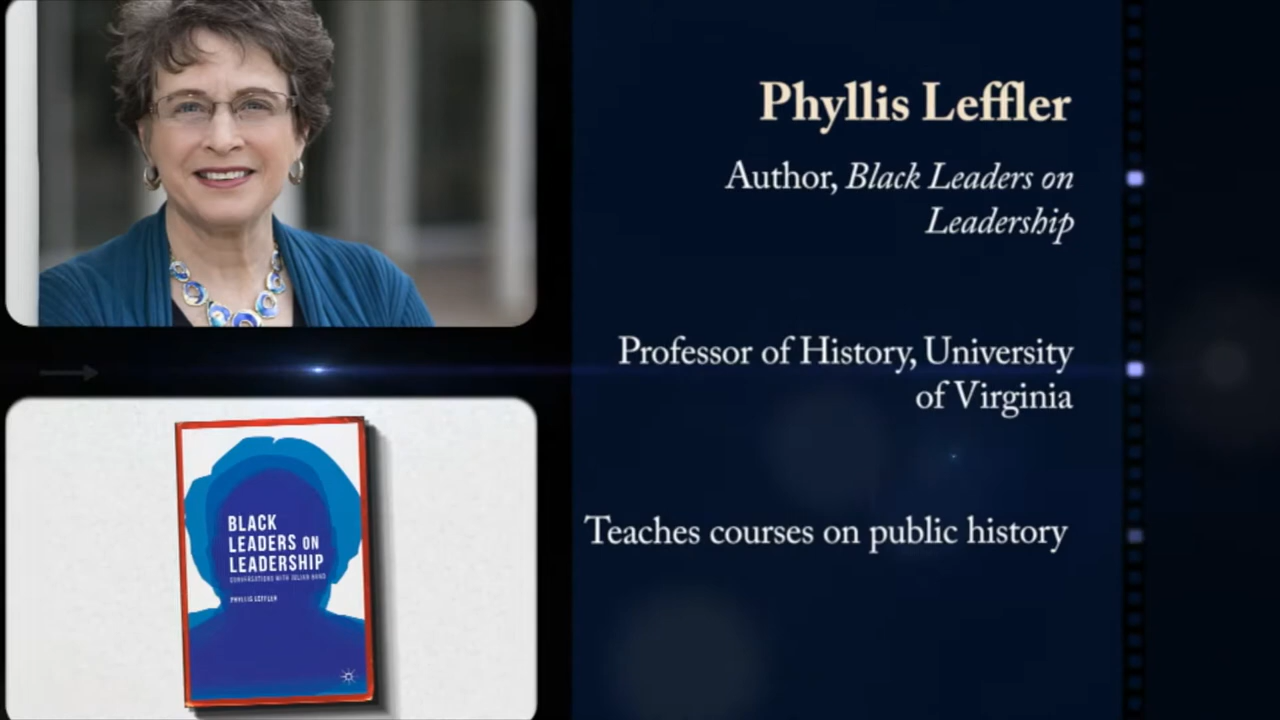 Phyllis Leffler
Author, Black Leaders on
Leadership
Professor of History, University
of Virginia
Teaches courses on public history
BLACK
LEADERS ON
LEADERSHIP
CONVERSATIONS WITH JULIAN BOND
PHYLLIS LEFFLER